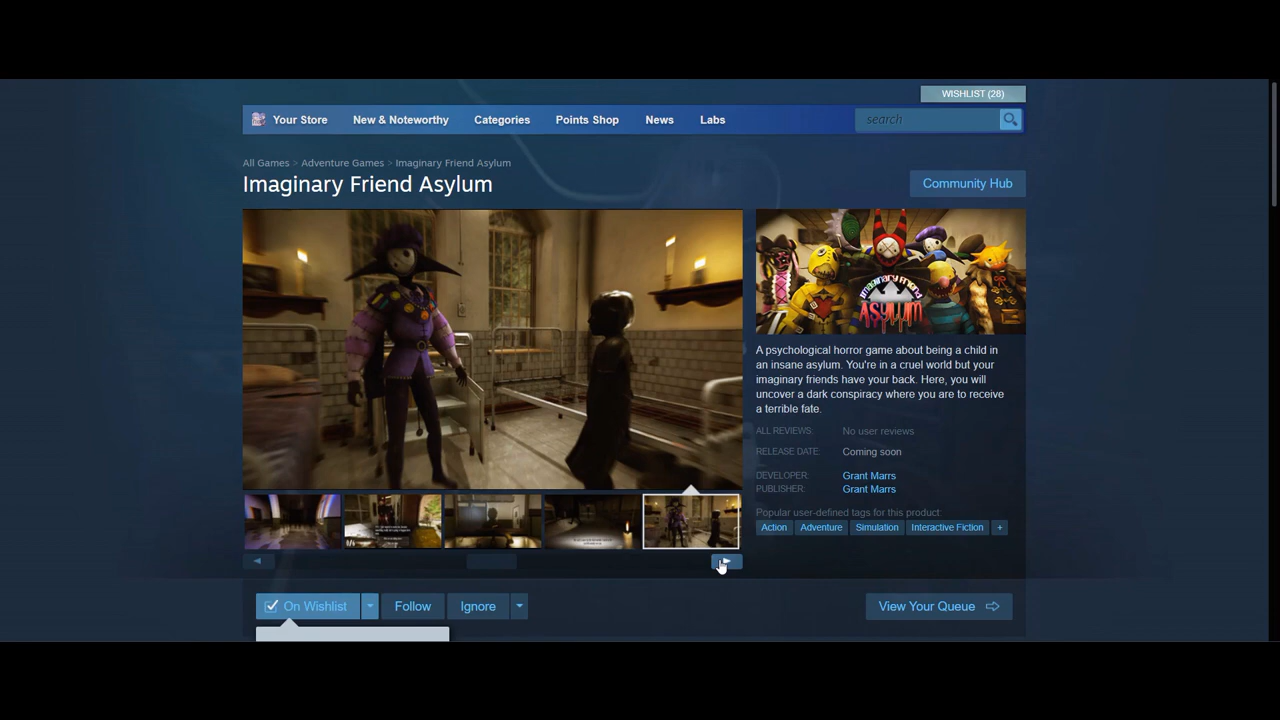 WISHLIST (28)
Your Store
New & Noteworthy
Categories
Points Shop
News
Labs
search
All Games > Adventure Games > Imaginary Friend Asylum
Imaginary Friend Asylum
Community Hub
Imaginary Friend
ASYLUM
A psychological horror game about being a child in
an insane asylum. You're in a cruel world but your
imaginary friends have your back. Here, you will
uncover a dark conspiracy where you are to receive
a terrible fate.
ALL REVIEWS: No user reviews
RELEASE DATE: Coming soon
DEVELOPER: Grant Marrs
PUBLISHER: Grant Marrs
Popular user-defined tags for this product:
Action
Adventure
Simulation
Interactive Fiction
+
On Wishlist
Follow
Ignore
View Your Queue